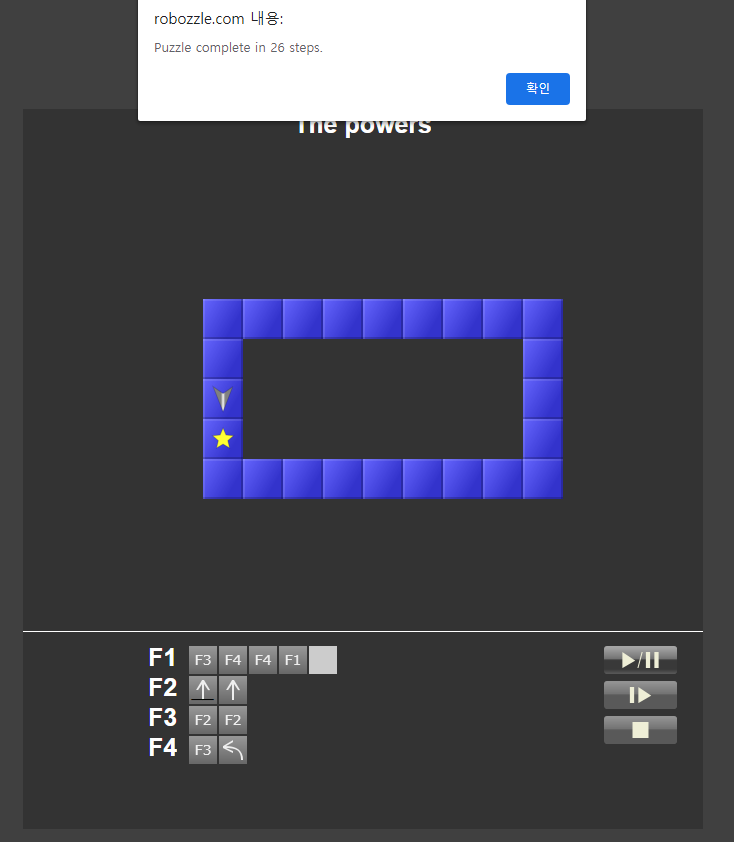 robozzle.com 내용:
Puzzle complete in 26 steps.
확인
The powers
F1 F3 F4 F4 F1
F2
F3 F2 F2
F4 F3